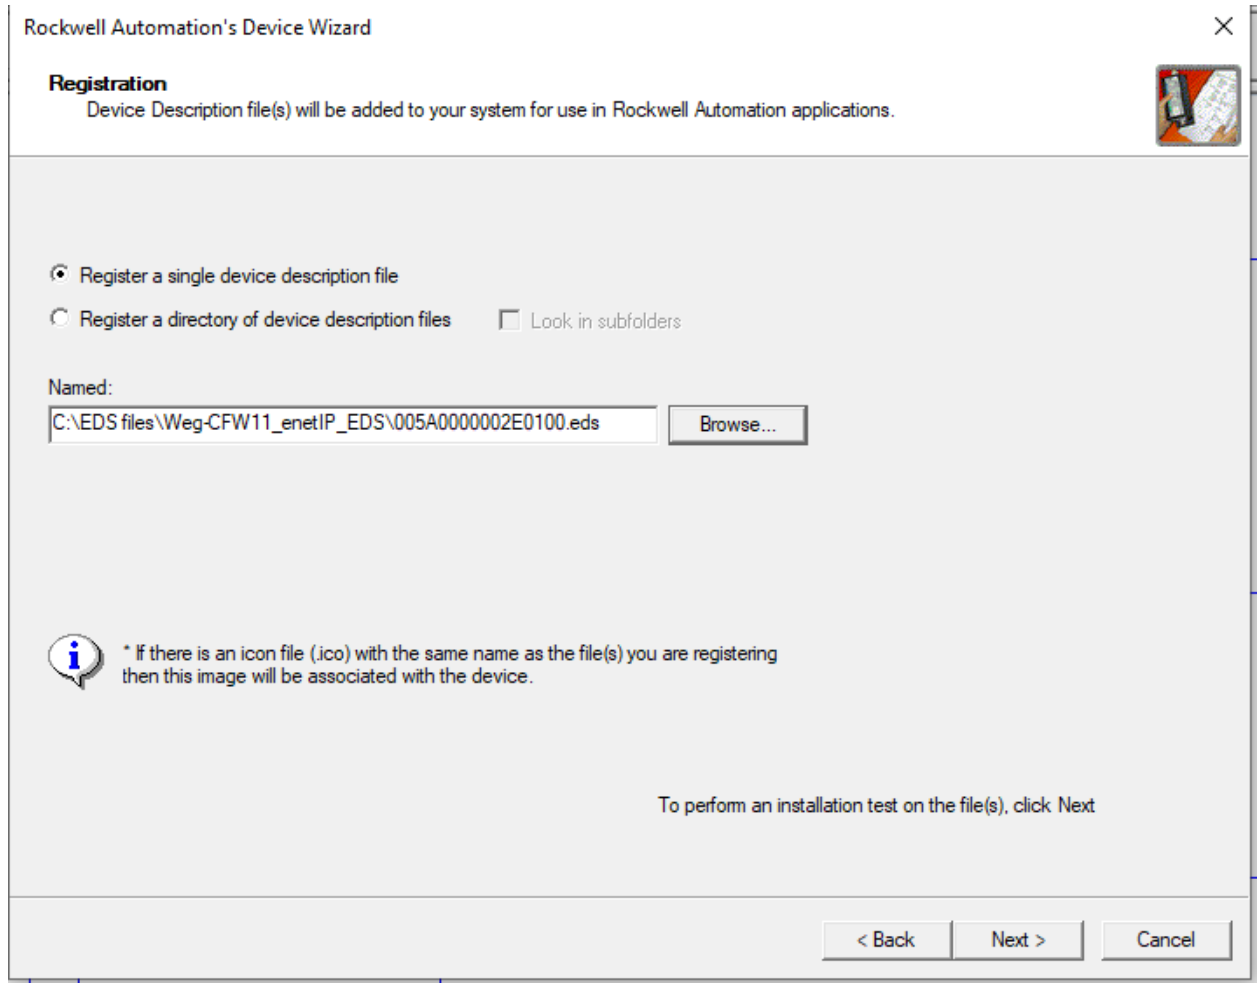 Rockwell Automation's Device Wizard
Registration
Device Description file(s) will be added to your system for use in Rockwell Automation applications.
Register a single device description file
Register a directory of device description files Look in subfolders
Named:
C:\EDS files\Weg-CFW11_enetIP_EDS\005A0000002E0100.eds Browse...
* If there is an icon file (.ico) with the same name as the file(s) you are registering
then this image will be associated with the device.
To perform an installation test on the file(s), click Next
< Back Next > Cancel